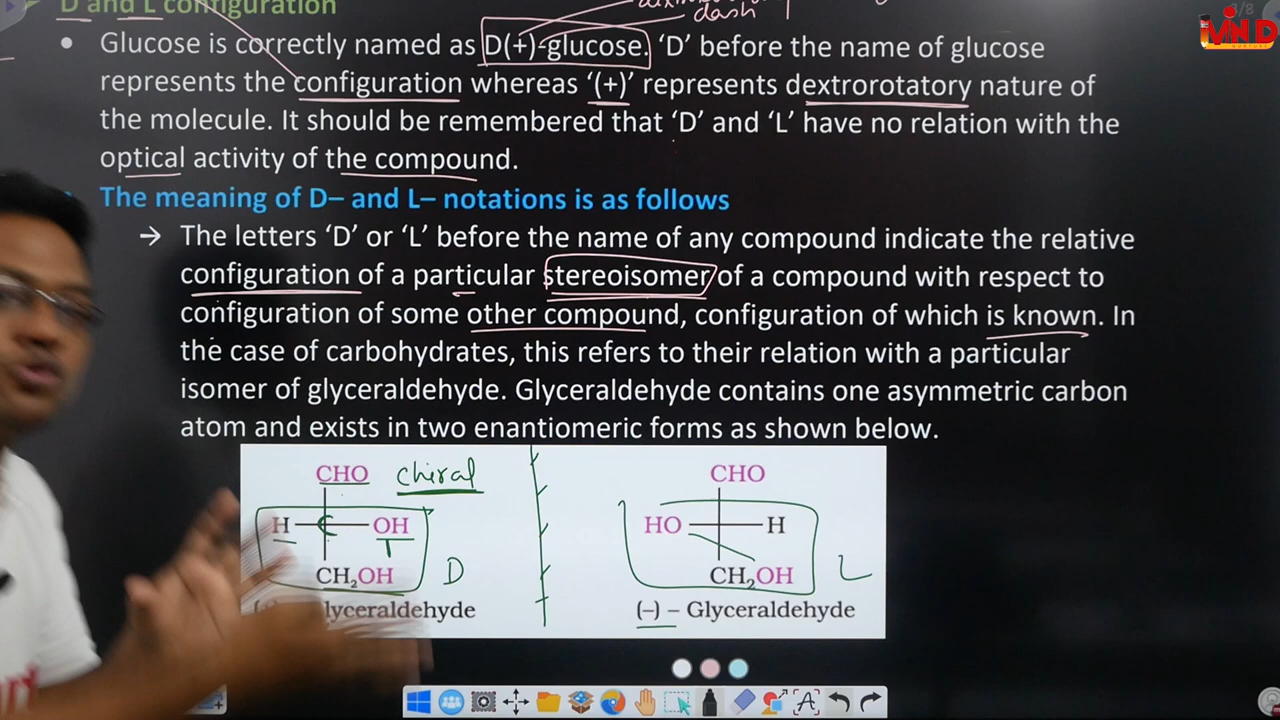 D and L configuration
dash
3/8
MIND
• Glucose is correctly named as D(+)-glucose. ‘D’ before the name of glucose
represents the configuration whereas ‘(+)’ represents dextrorotatory nature of
the molecule. It should be remembered that ‘D’ and ‘L’ have no relation with the
optical activity of the compound.
The meaning of D– and L– notations is as follows
→ The letters ‘D’ or ‘L’ before the name of any compound indicate the relative
configuration of a particular stereoisomer of a compound with respect to
configuration of some other compound, configuration of which is known. In
the case of carbohydrates, this refers to their relation with a particular
isomer of glyceraldehyde. Glyceraldehyde contains one asymmetric carbon
atom and exists in two enantiomeric forms as shown below.
CHO chiral CHO
H C OH HO H
CH₂OH D CH₂OH L
lyceraldehyde (–) – Glyceraldehyde